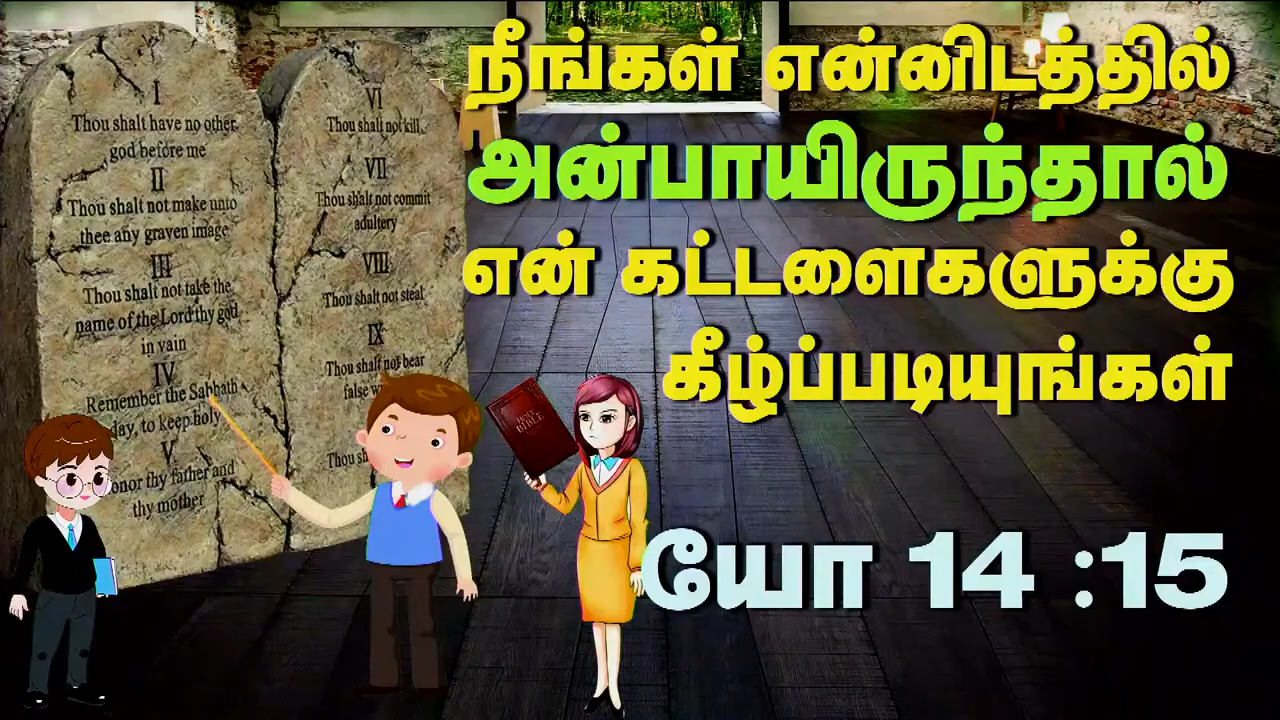 I
Thou shalt have no other
god before me
II
Thou shalt not make unto
thee any graven image
III
Thou shalt not take the
name of the Lord thy god
in vain
IV
Remember the Sabbath
day, to keep holy
V
onor thy father and
thy mother
VI
Thou shalt not kill
VII
Thou shalt not commit
adultery
VIII
Thou shalt not steal
IX
Thou shalt not bear
false
Thou
HOLY
BIBLE
நீங்கள் என்னிடத்தில்
அன்பாயிருந்தால்
என் கட்டளைகளுக்கு
கீழ்ப்படியுங்கள்
யோ 14 :15